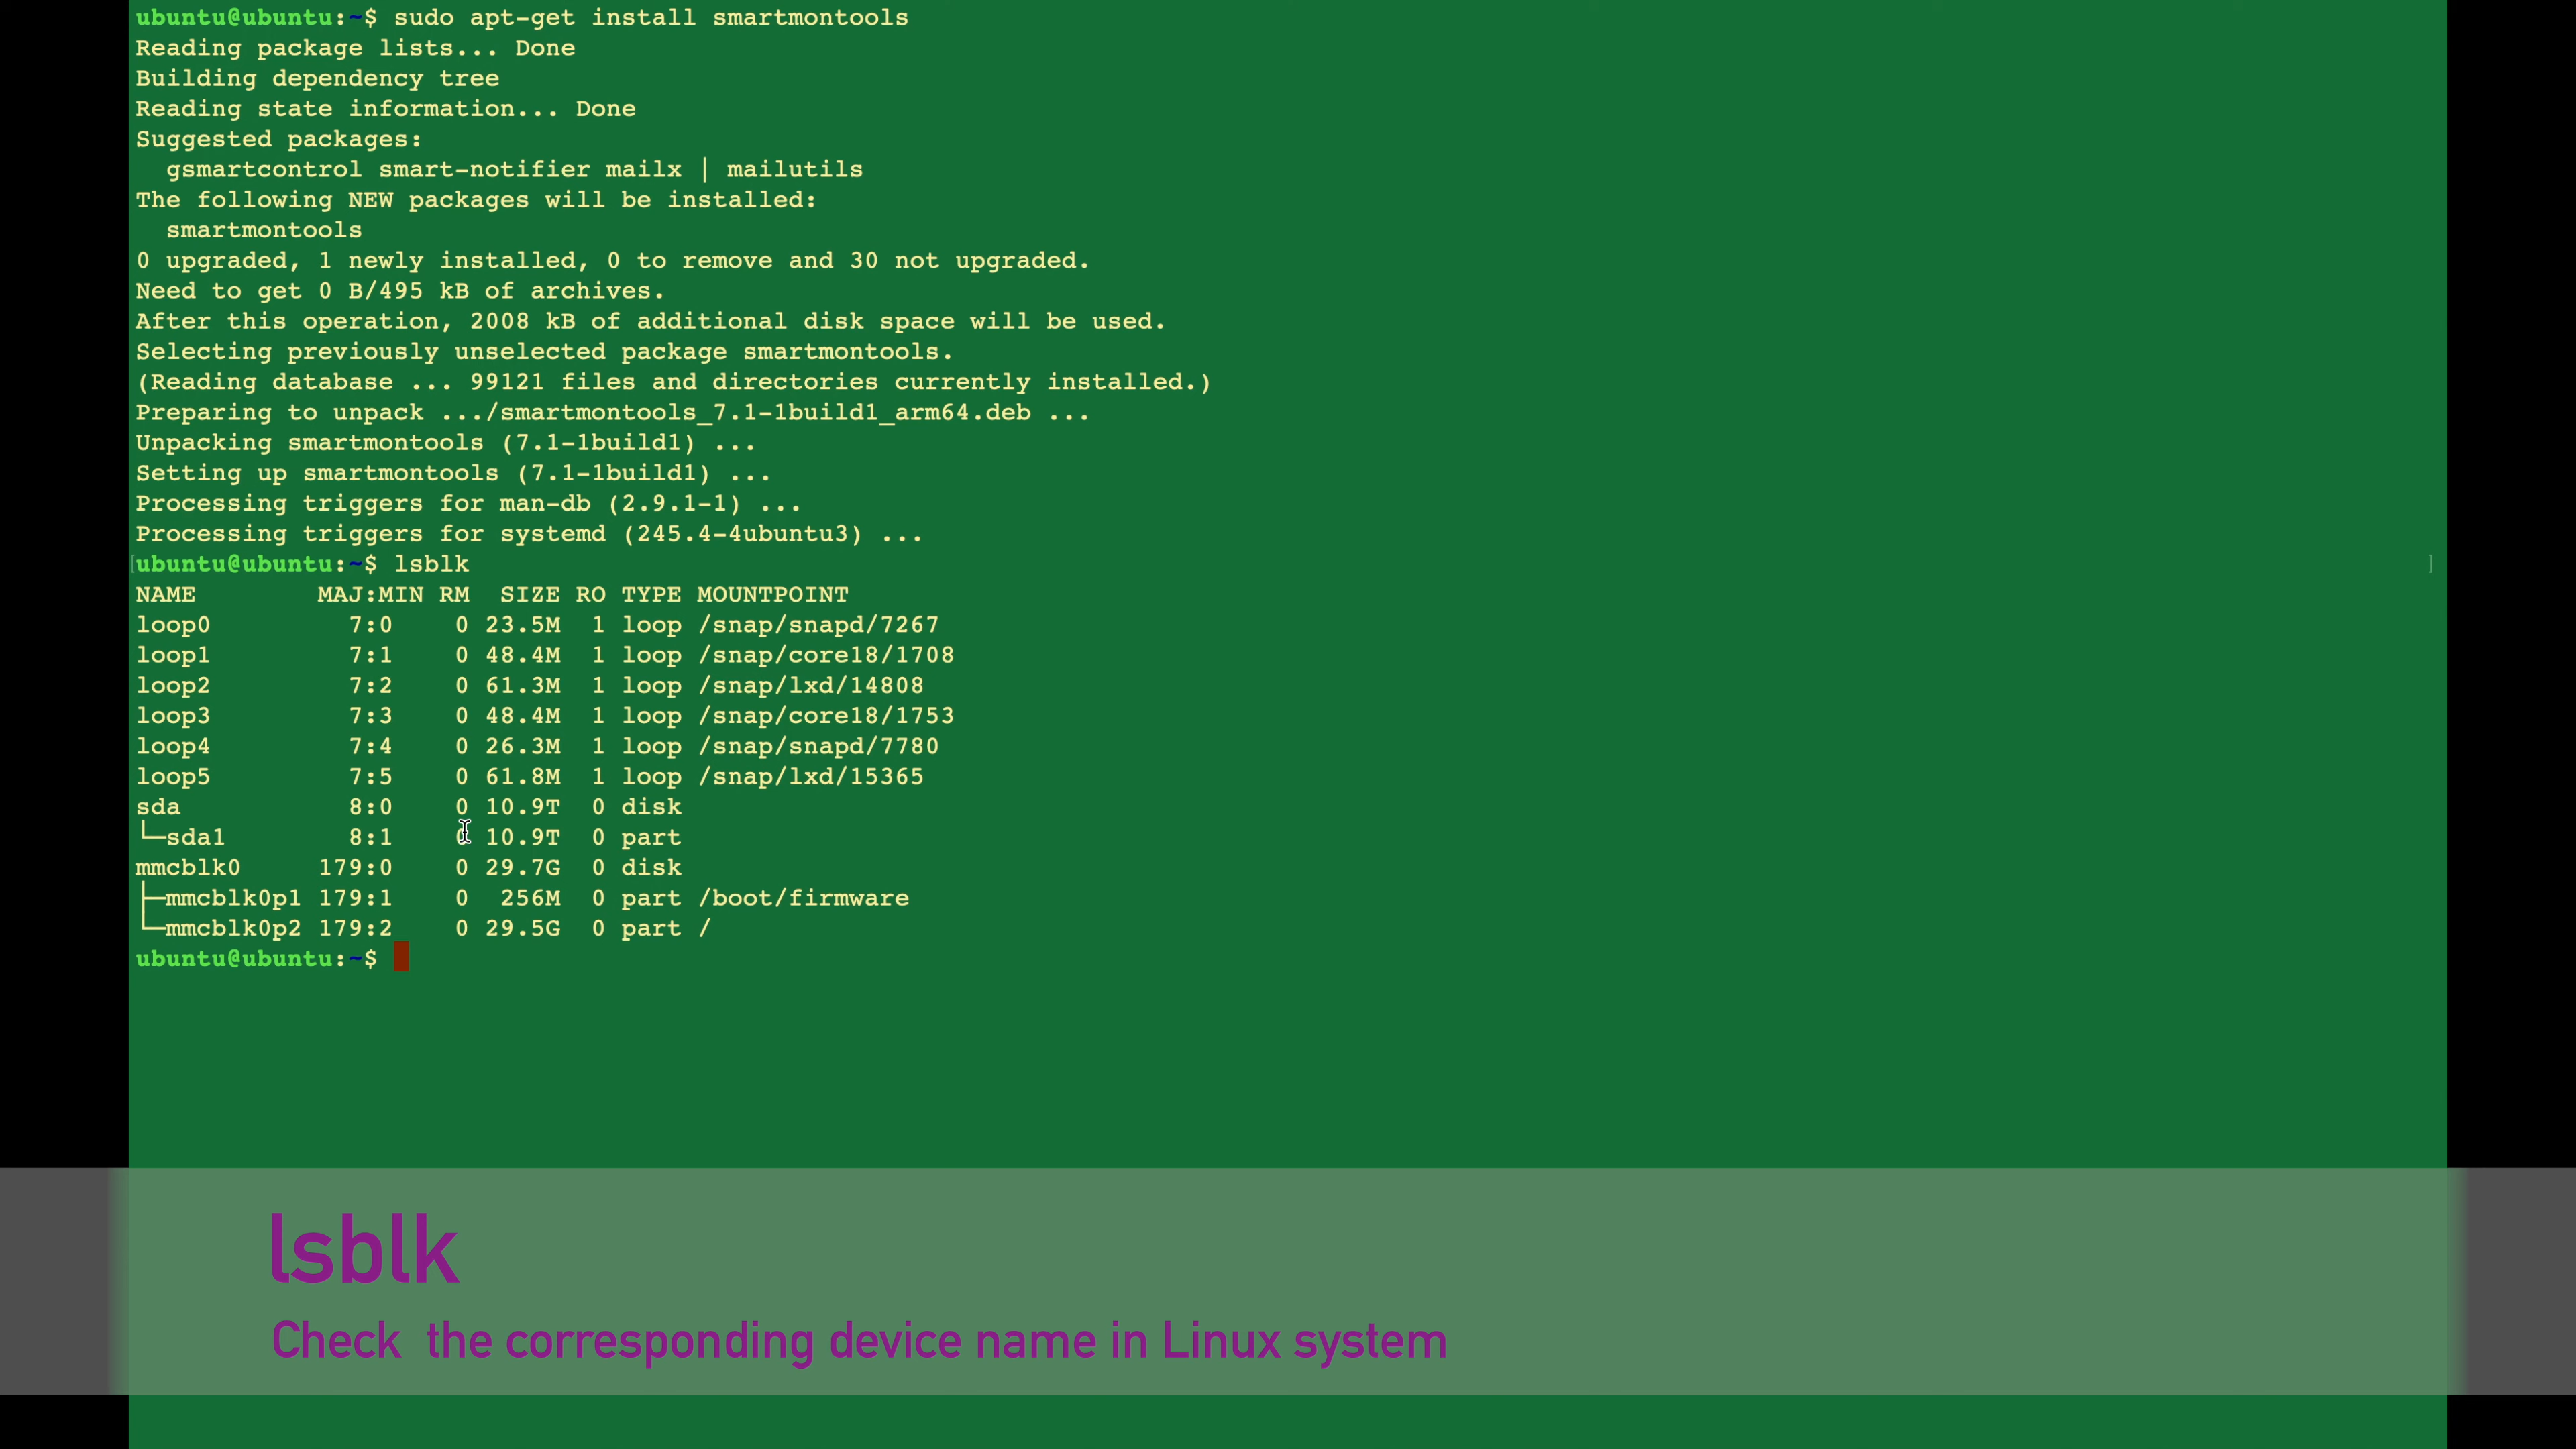 ubuntu@ubuntu:~$ sudo apt-get install smartmontools
Reading package lists... Done
Building dependency tree
Reading state information... Done
Suggested packages:
  gsmartcontrol smart-notifier mailx | mailutils
The following NEW packages will be installed:
  smartmontools
0 upgraded, 1 newly installed, 0 to remove and 30 not upgraded.
Need to get 0 B/495 kB of archives.
After this operation, 2008 kB of additional disk space will be used.
Selecting previously unselected package smartmontools.
(Reading database ... 99121 files and directories currently installed.)
Preparing to unpack .../smartmontools_7.1-1build1_arm64.deb ...
Unpacking smartmontools (7.1-1build1) ...
Setting up smartmontools (7.1-1build1) ...
Processing triggers for man-db (2.9.1-1) ...
Processing triggers for systemd (245.4-4ubuntu3) ...
[ubuntu@ubuntu:~$ lsblk ]
NAME        MAJ:MIN RM  SIZE RO TYPE MOUNTPOINT
loop0         7:0    0 23.5M  1 loop /snap/snapd/7267
loop1         7:1    0 48.4M  1 loop /snap/core18/1708
loop2         7:2    0 61.3M  1 loop /snap/lxd/14808
loop3         7:3    0 48.4M  1 loop /snap/core18/1753
loop4         7:4    0 26.3M  1 loop /snap/snapd/7780
loop5         7:5    0 61.8M  1 loop /snap/lxd/15365
sda           8:0    0 10.9T  0 disk
└─sda1        8:1    0 10.9T  0 part
mmcblk0     179:0    0 29.7G  0 disk
├─mmcblk0p1 179:1    0  256M  0 part /boot/firmware
└─mmcblk0p2 179:2    0 29.5G  0 part /
ubuntu@ubuntu:~$
lsblk
Check  the corresponding device name in Linux system